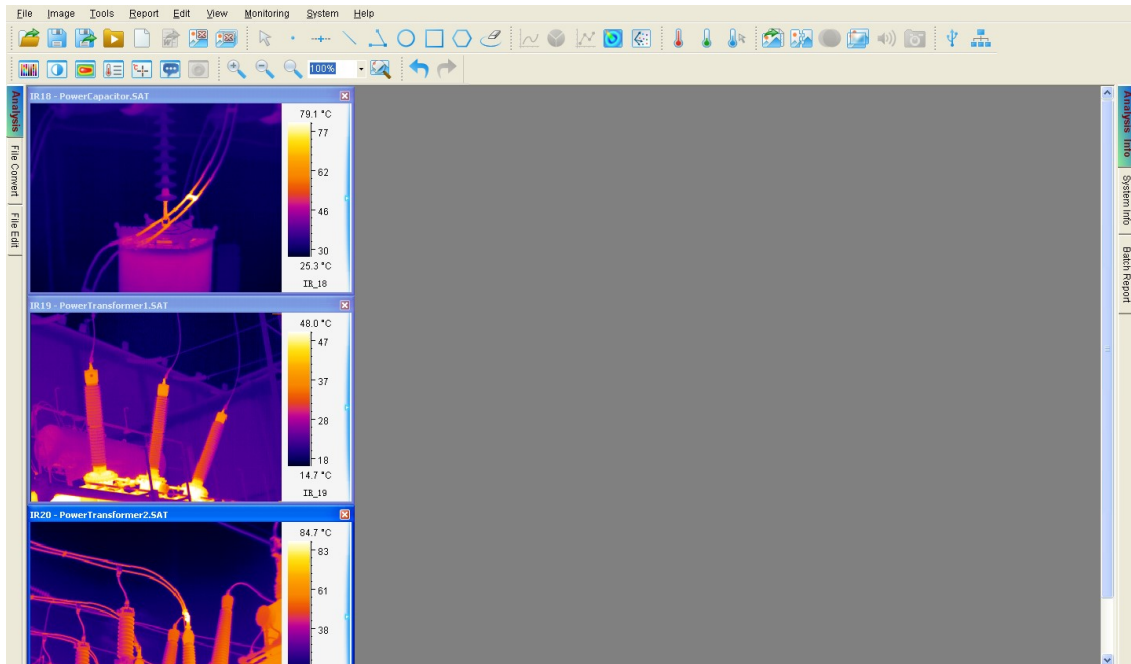 File Image Tools Report Edit View Monitoring System Help
100%
Analysis
File Convert
File Edit
IR18 - PowerCapacitor.SAT
79.1 °C
77
62
46
30
25.3 °C
IR_18
IR19 - PowerTransformer1.SAT
48.0 °C
47
37
28
18
14.7 °C
IR_19
IR20 - PowerTransformer2.SAT
84.7 °C
83
61
38
Analysis Info
System Info
Batch Report